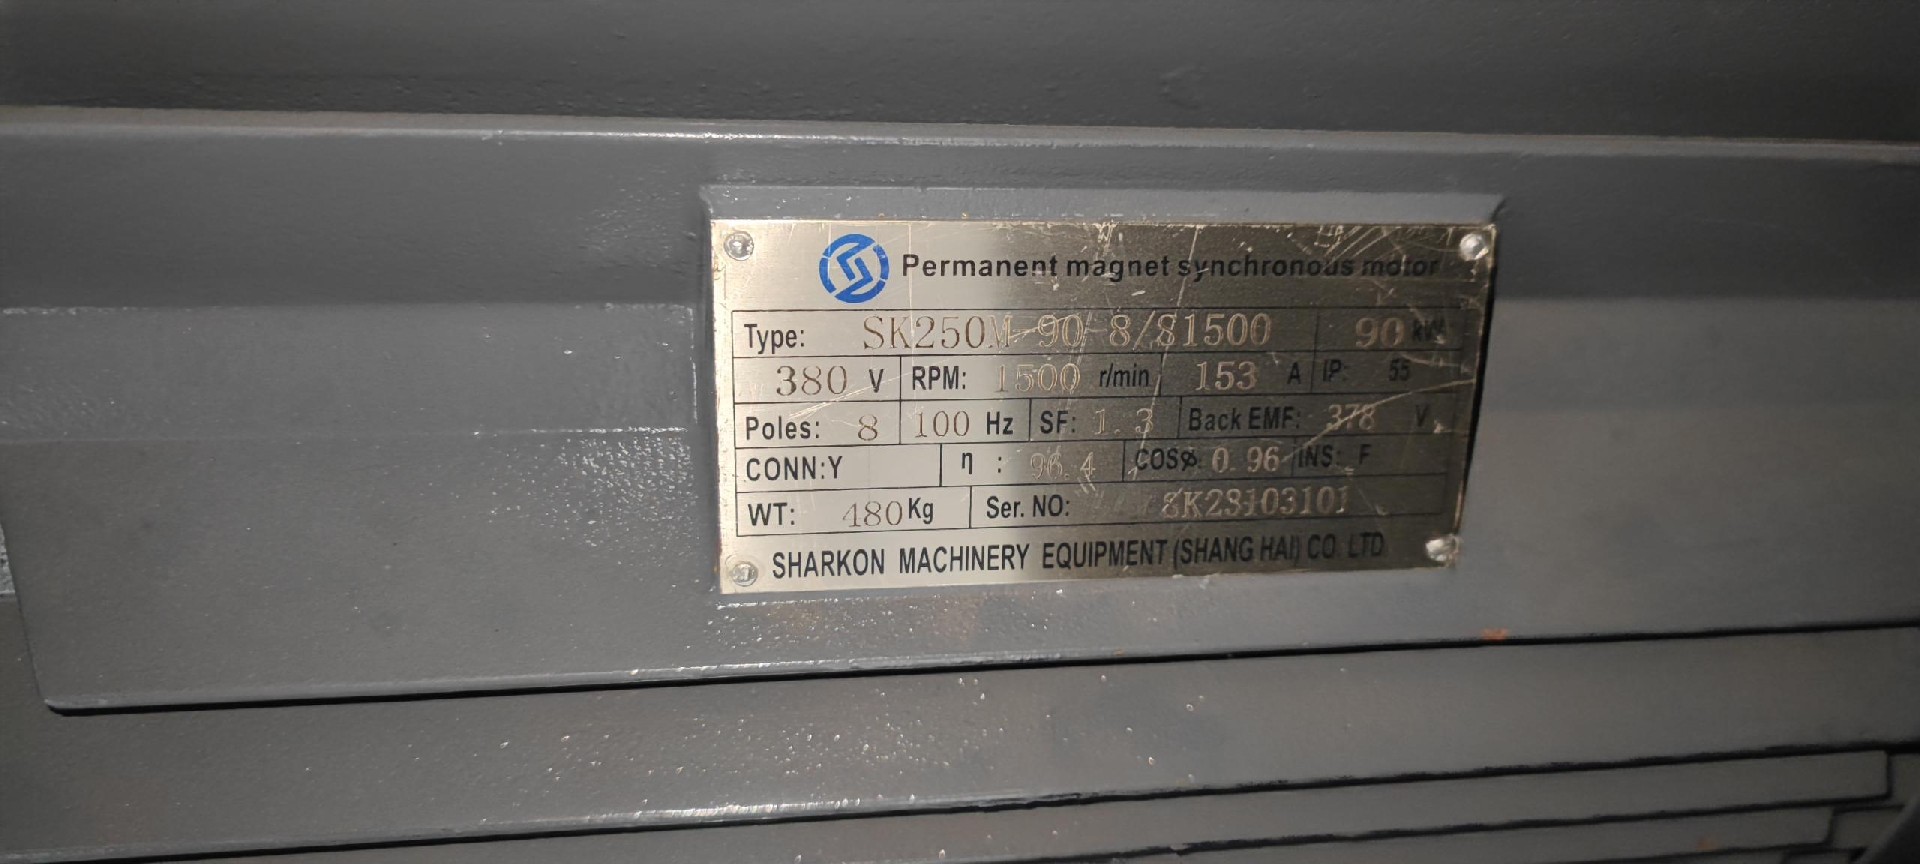 Permanent magnet synchronous motor
Type: SK250M-90-8/S1500 90 kW
380 V RPM: 1500 r/min 153 A IP: 55
Poles: 8 100 Hz SF: 1.3 Back EMF: 378 V
CONN:Y η : 96.4 COSφ 0.96 INS: F
WT: 480Kg Ser. NO:
SHARKON MACHINERY EQUIPMENT (SHANG HAI) CO. LTD